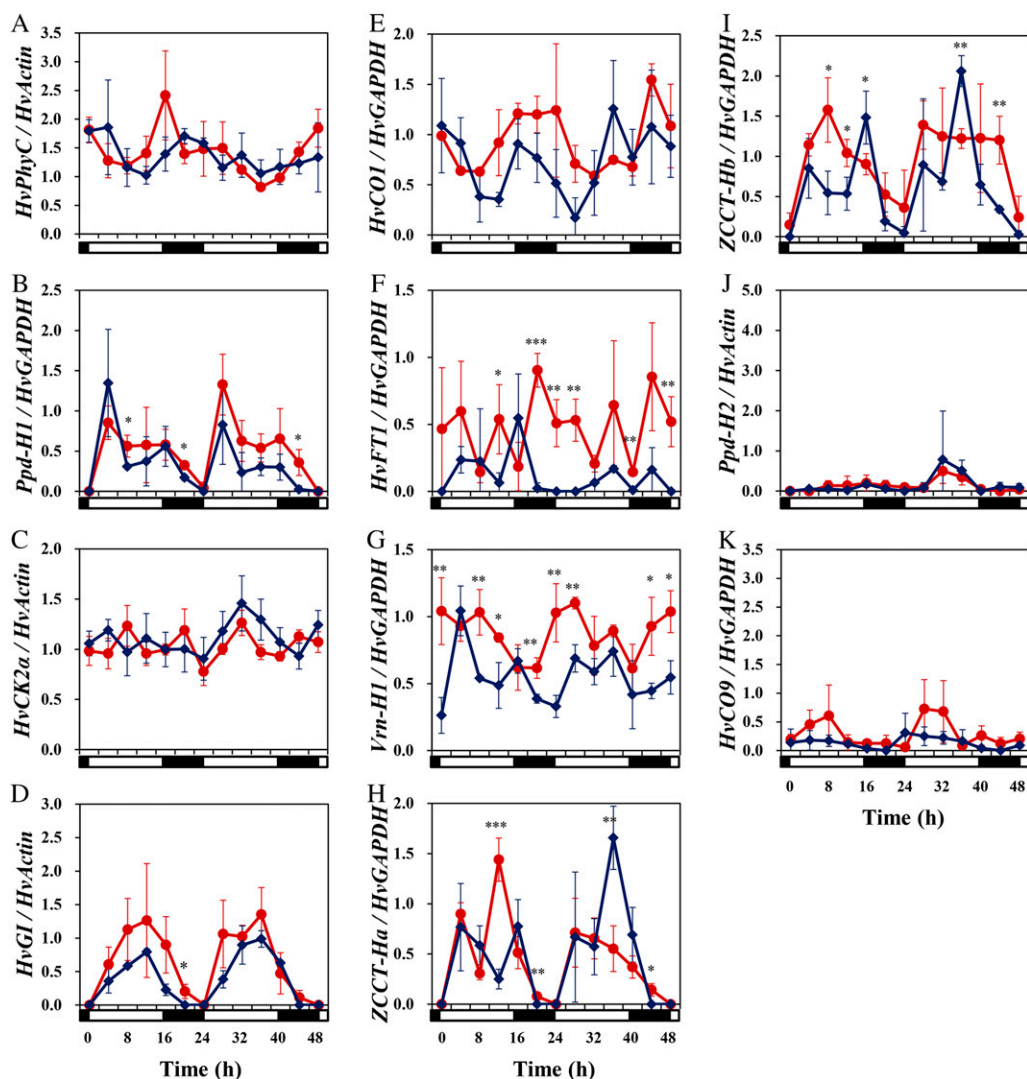 A
HvPhyC / HvActin
3.5
3.0
2.5
2.0
1.5
1.0
0.5
0.0
B
Ppd-H1 / HvGAPDH
2.5
2.0
1.5
1.0
0.5
0.0
*
*
*
C
HvCK2α / HvActin
2.0
1.5
1.0
0.5
0.0
D
HvGI / HvActin
3.0
2.5
2.0
1.5
1.0
0.5
0.0
*
0 8 16 24 32 40 48
Time (h)
E
HvCO1 / HvGAPDH
2.0
1.5
1.0
0.5
0.0
F
HvFT1 / HvGAPDH
1.5
1.0
0.5
0.0
* *** ** ** ** **
G
Vrn-H1 / HvGAPDH
1.5
1.0
0.5
0.0
** ** * ** ** ** * *
H
ZCCT-Ha / HvGAPDH
2.0
1.5
1.0
0.5
0.0
*** ** ** *
0 8 16 24 32 40 48
Time (h)
I
ZCCT-Hb / HvGAPDH
2.5
2.0
1.5
1.0
0.5
0.0
* * * ** **
J
Ppd-H2 / HvActin
5.0
4.0
3.0
2.0
1.0
0.0
K
HvCO9 / HvGAPDH
3.5
3.0
2.5
2.0
1.5
1.0
0.5
0.0
0 8 16 24 32 40 48
Time (h)